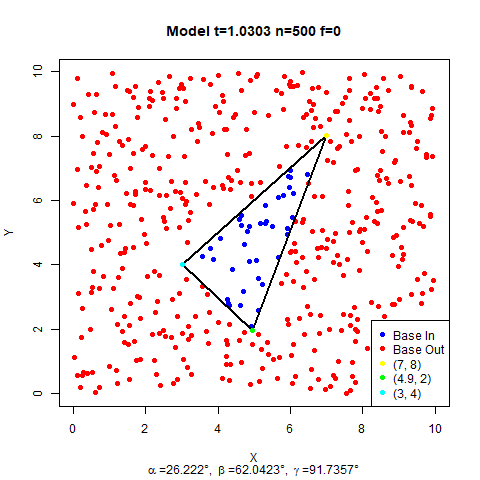 Model t=1.0303 n=500 f=0
10
8
6
4
2
0
Y
Base In
Base Out
(7, 8)
(4.9, 2)
(3, 4)
0 2 4 6 8 10
X
α=26.222°, β=62.0423°, γ=91.7357°